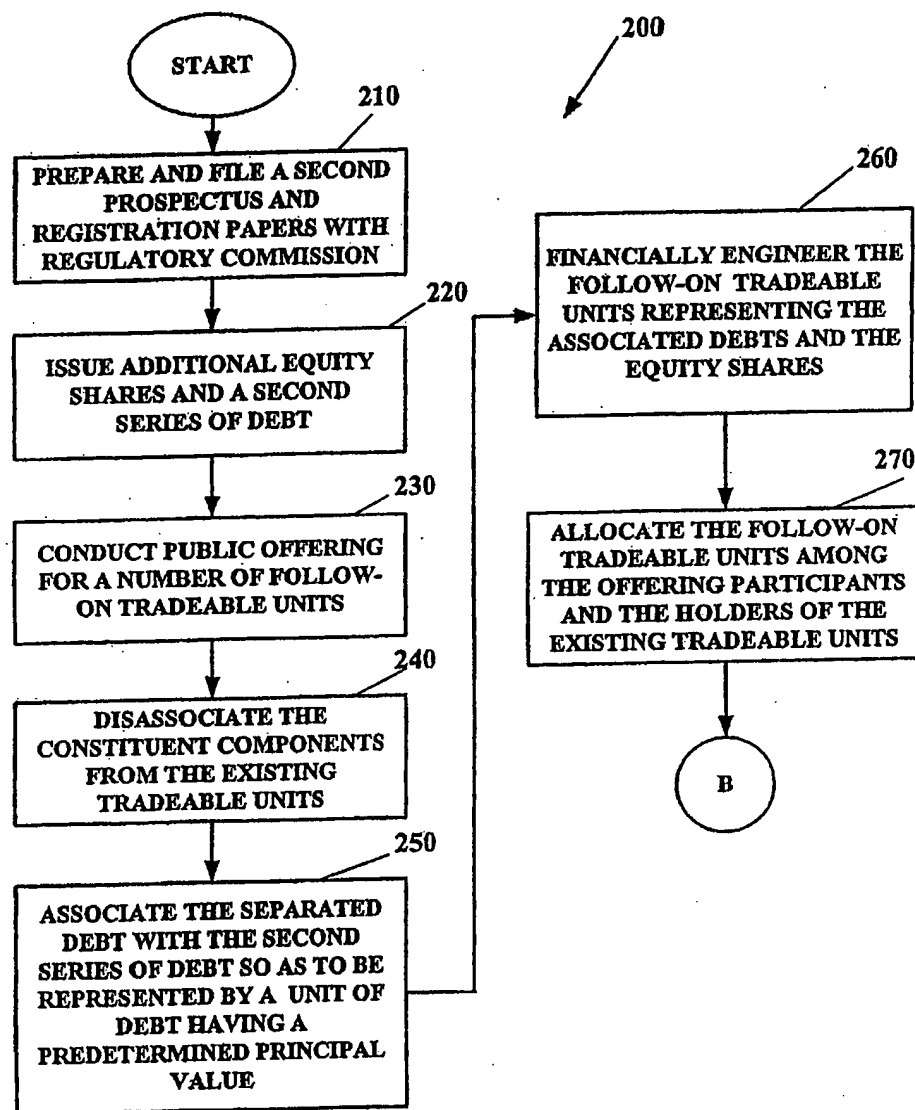 START
200
210
PREPARE AND FILE A SECOND
PROSPECTUS AND
REGISTRATION PAPERS WITH
REGULATORY COMMISSION
220
ISSUE ADDITIONAL EQUITY
SHARES AND A SECOND
SERIES OF DEBT
230
CONDUCT PUBLIC OFFERING
FOR A NUMBER OF FOLLOW-
ON TRADEABLE UNITS
240
DISASSOCIATE THE
CONSTITUENT COMPONENTS
FROM THE EXISTING
TRADEABLE UNITS
250
ASSOCIATE THE SEPARATED
DEBT WITH THE SECOND
SERIES OF DEBT SO AS TO BE
REPRESENTED BY A UNIT OF
DEBT HAVING A
PREDETERMINED PRINCIPAL
VALUE
260
FINANCIALLY ENGINEER THE
FOLLOW-ON TRADEABLE
UNITS REPRESENTING THE
ASSOCIATED DEBTS AND THE
EQUITY SHARES
270
ALLOCATE THE FOLLOW-ON
TRADEABLE UNITS AMONG
THE OFFERING PARTICIPANTS
AND THE HOLDERS OF THE
EXISTING TRADEABLE UNITS
B